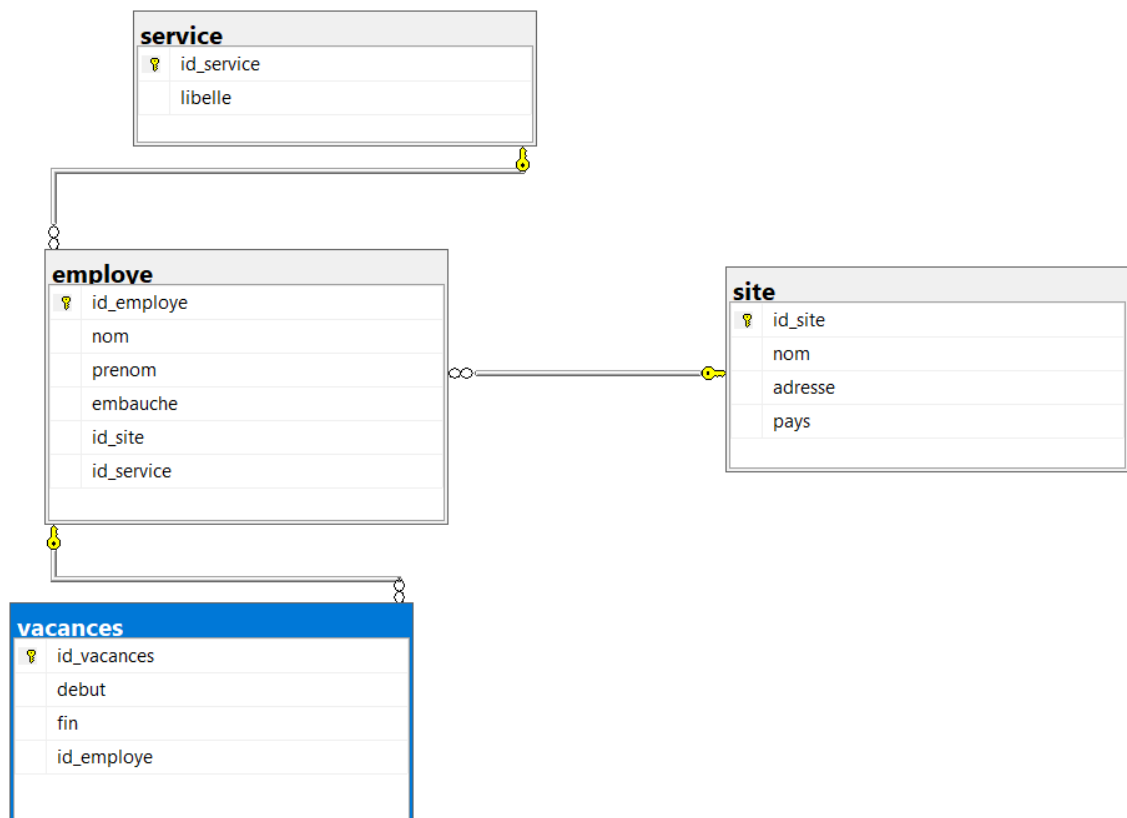 service
id_service
libelle
employe
id_employe
nom
prenom
embauche
id_site
id_service
site
id_site
nom
adresse
pays
vacances
id_vacances
debut
fin
id_employe